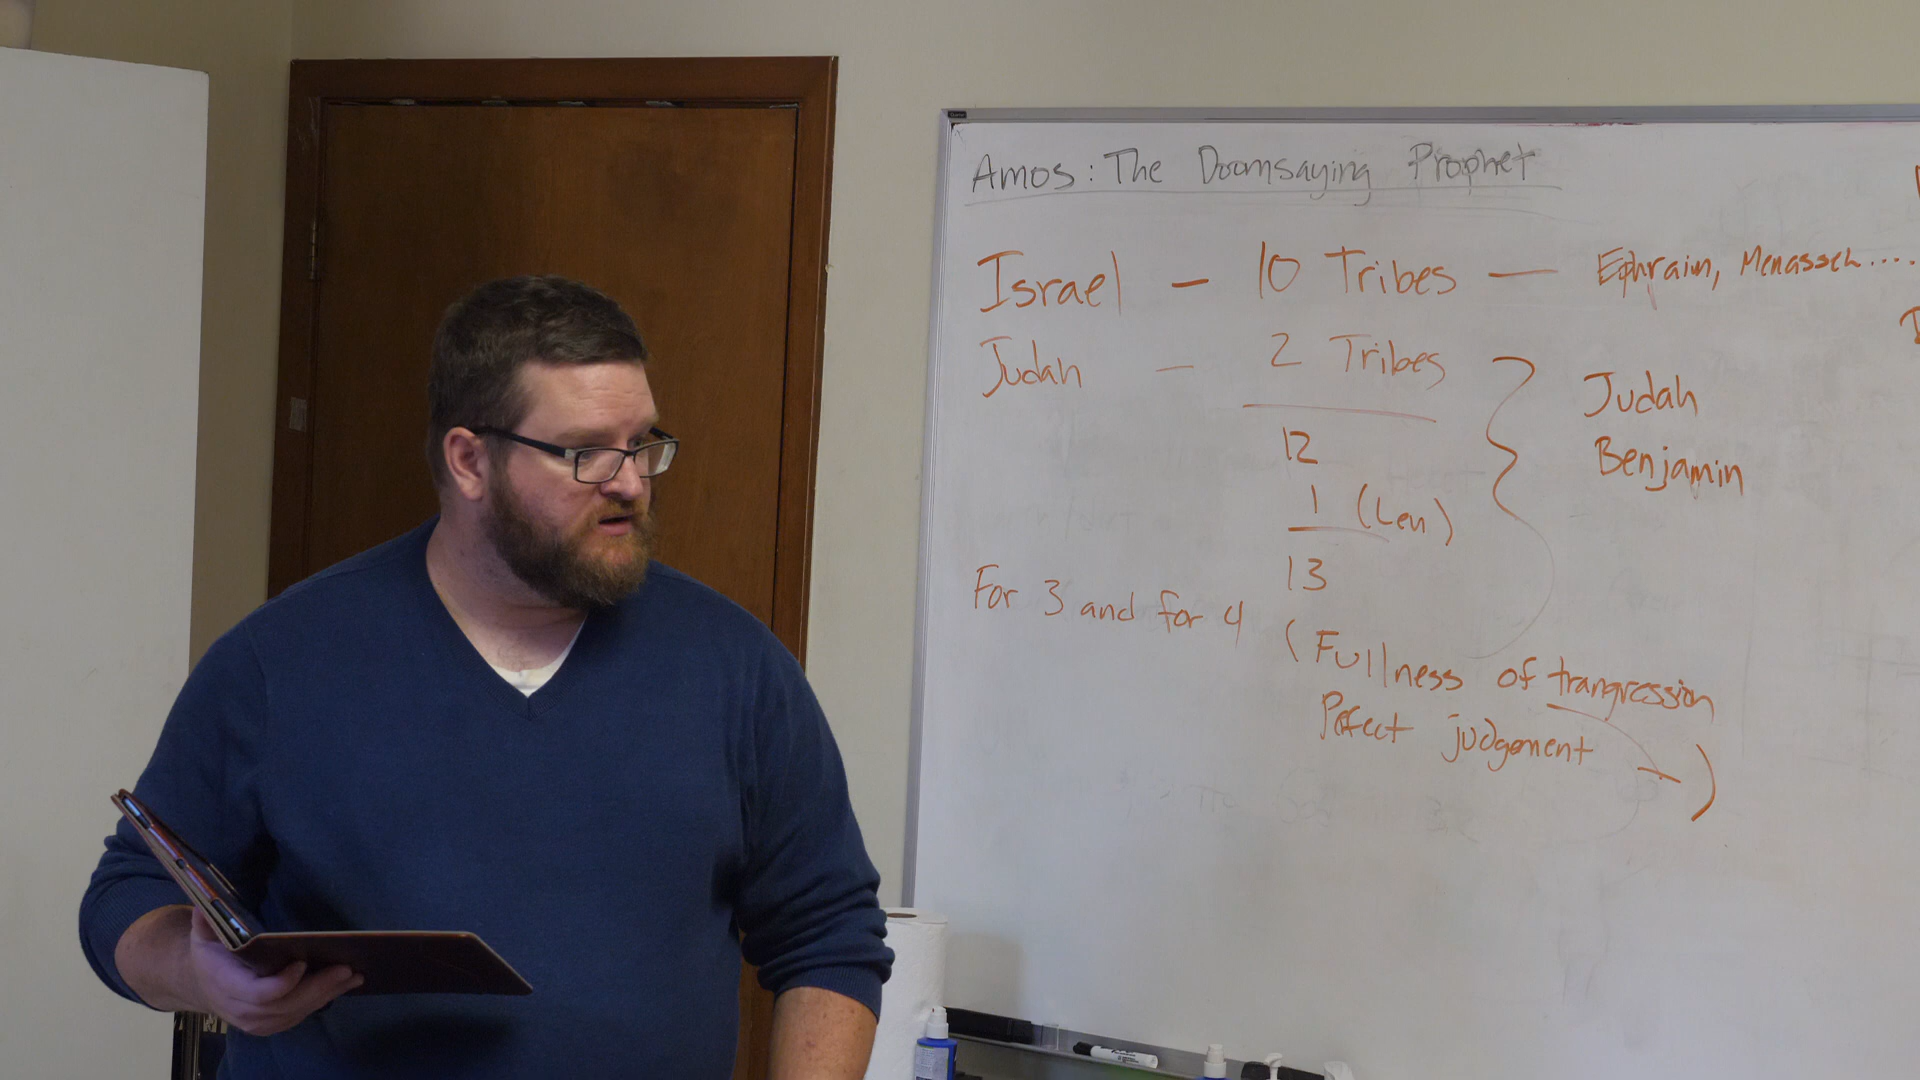 Amos: The Doomsaying Prophet
Israel — 10 Tribes — Ephraim, Menasseh....
Judah — 2 Tribes
Judah
Benjamin
12
1 (Levi)
13
For 3 and for 4
(Fullness of trangression
Pefect judgement )